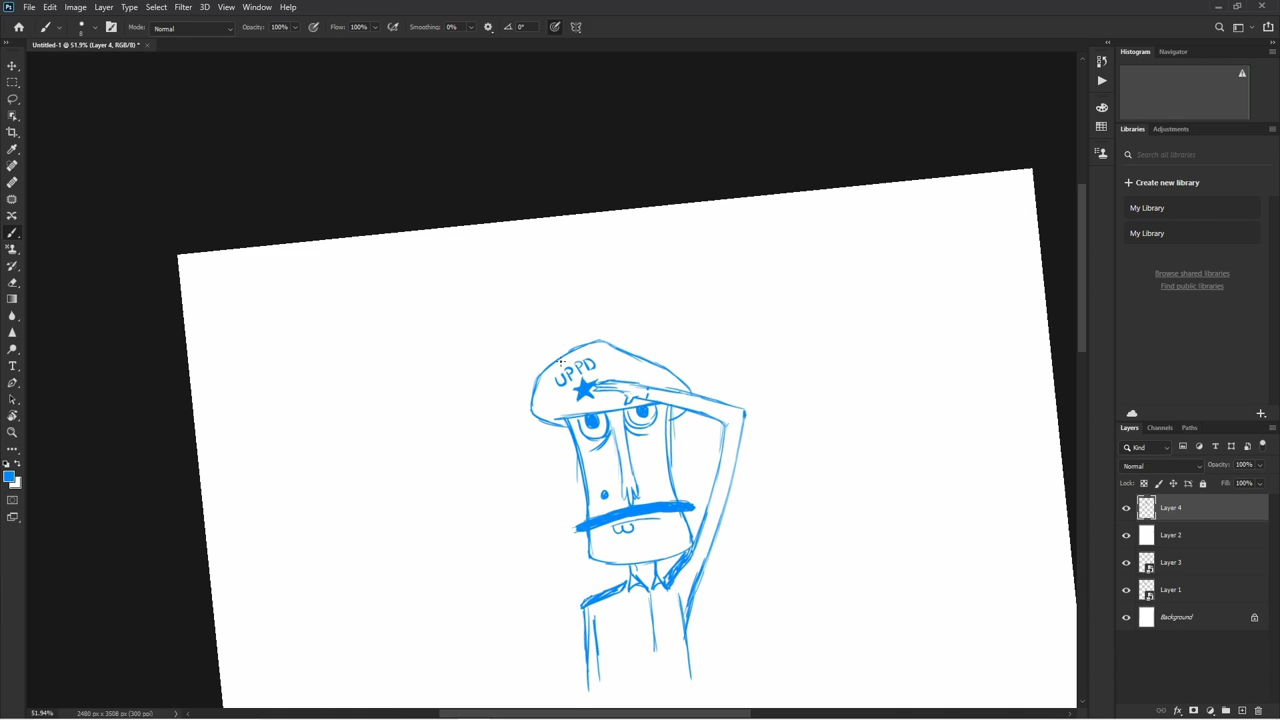 Ps File Edit Image Layer Type Select Filter 3D View Window Help
8 Mode: Normal Opacity: 100% Flow: 100% Smoothing: 0% 0°
Untitled-1 @ 51.9% (Layer 4, RGB/8) * ×
Histogram Navigator
Libraries Adjustments
Search all libraries
+ Create new library
My Library
My Library
Browse shared libraries
Find public libraries
UPPD
Layers Channels Paths
Kind
Normal Opacity: 100%
Lock: Fill: 100%
Layer 4
Layer 2
Layer 3
Layer 1
Background
51.94% 2480 px x 3508 px (300 ppi)
fx